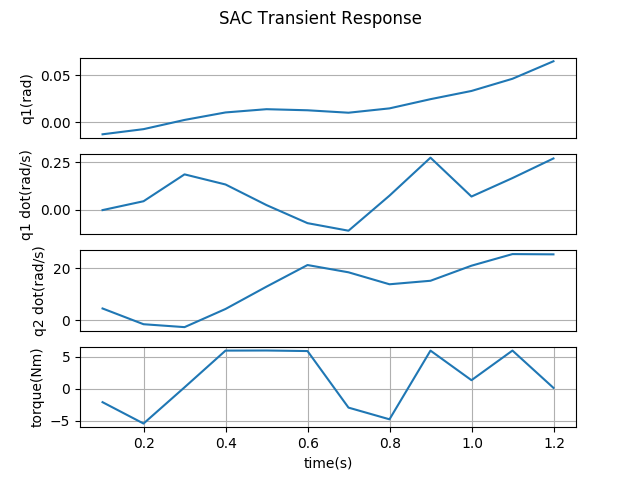 SAC Transient Response
0.05
0.00
q1(rad)
0.25
0.00
q1 dot(rad/s)
20
0
q2 dot(rad/s)
5
0
−5
torque(Nm)
0.2 0.4 0.6 0.8 1.0 1.2
time(s)